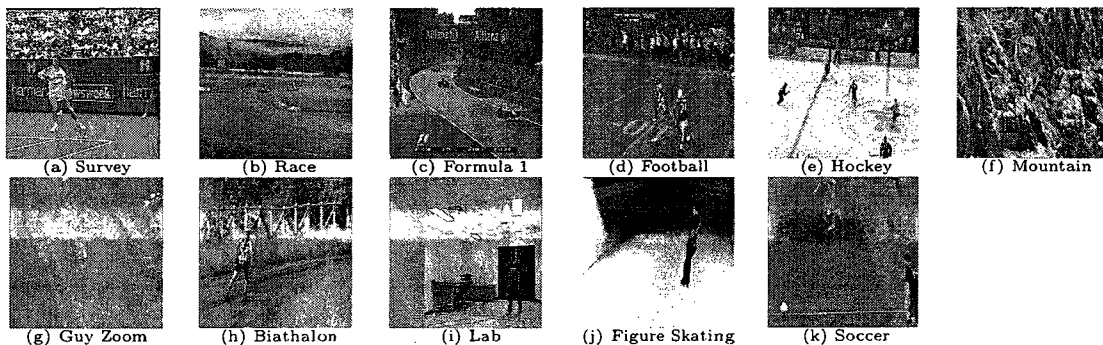 (a) Survey
(b) Race
(c) Formula 1
(d) Football
(e) Hockey
(f) Mountain
(g) Guy Zoom
(h) Biathalon
(i) Lab
(j) Figure Skating
(k) Soccer